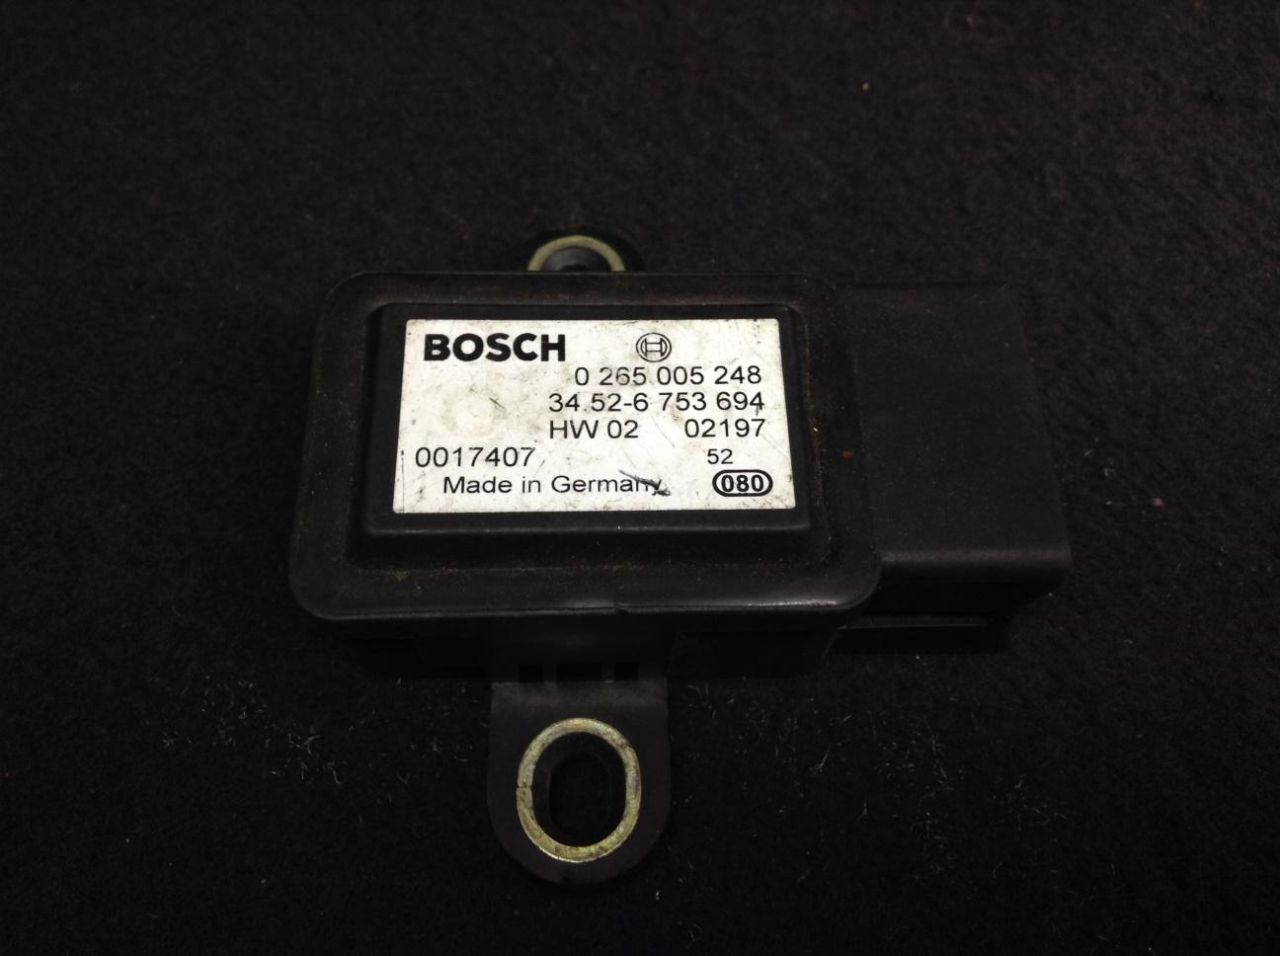 BOSCH
0 265 005 248
34.52-6 753 694
HW 02 02197
0017407 52
Made in Germany 080